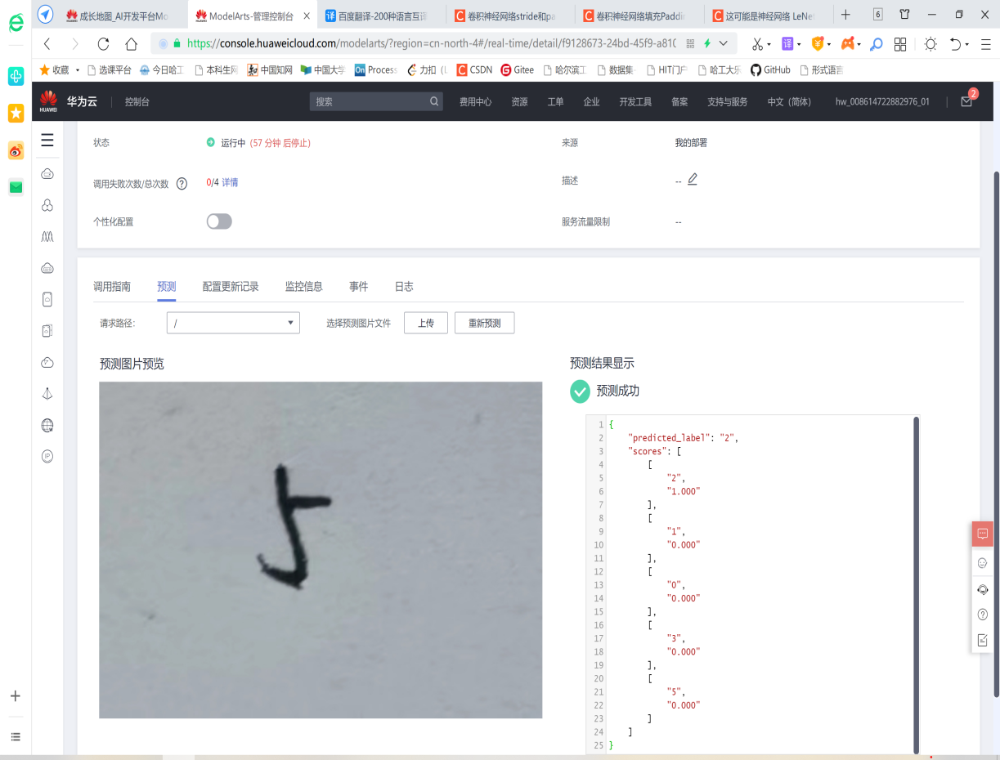 成长地图_AI开发平台Mo
ModelArts-管理控制台
译 百度翻译-200种语言互译
C 卷积神经网络stride和pa
C 卷积神经网络填充Paddin
C 这可能是神经网络 LeNet
6
https://console.huaweicloud.com/modelarts/?region=cn-north-4#/real-time/detail/f9128673-24bd-45f9-a810
译
收藏
选课平台
今日哈工
本科生网
中国知网
中国大学
On Process
力扣（L
C CSDN
G Gitee
哈尔滨工
数据集-
HIT门户
哈工大乐
GitHub
形式语言
HUAWEI 华为云 控制台 搜索 费用中心 资源 工单 企业 开发工具 备案 支持与服务 中文（简体） hw_008614722882976_01 2
状态 运行中 (57 分钟 后停止) 来源 我的部署
调用失败次数/总次数 ? 0/4 详情 描述 --
个性化配置 服务流量限制 --
调用指南 预测 配置更新记录 监控信息 事件 日志
请求路径: / 选择预测图片文件 上传 重新预测
预测图片预览
5
预测结果显示
预测成功
1 {
2 "predicted_label": "2",
3 "scores": [
4 [
5 "2",
6 "1.000"
7 ],
8 [
9 "1",
10 "0.000"
11 ],
12 [
13 "0",
14 "0.000"
15 ],
16 [
17 "3",
18 "0.000"
19 ],
20 [
21 "5",
22 "0.000"
23 ]
24 ]
25 }